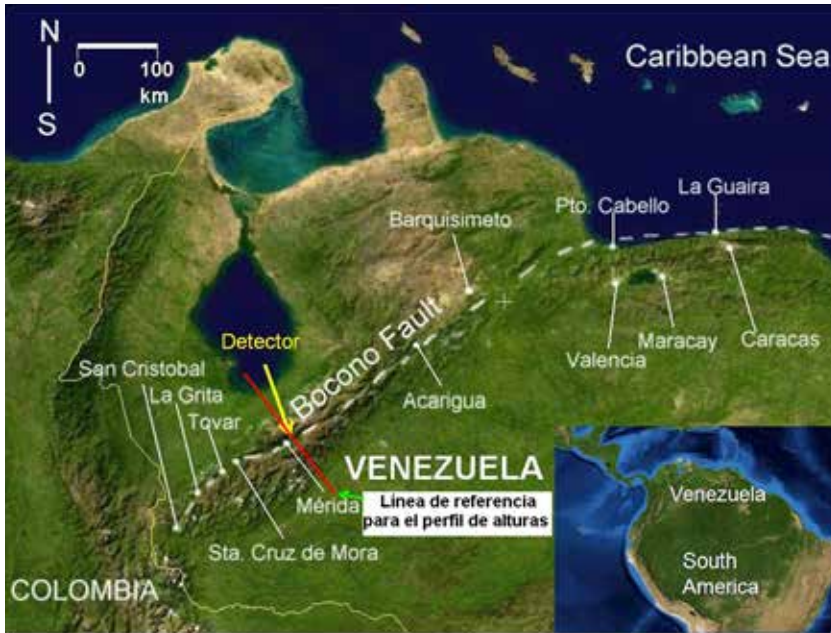 N
S
0 100
km
Caribbean Sea
La Guaira
Pto. Cabello
Barquisimeto
Valencia
Maracay
Caracas
Bocono Fault
Detector
San Cristobal
La Grita
Tovar
Acarigua
VENEZUELA
Mérida
Línea de referencia
para el perfil de alturas
Sta. Cruz de Mora
COLOMBIA
Venezuela
South
America